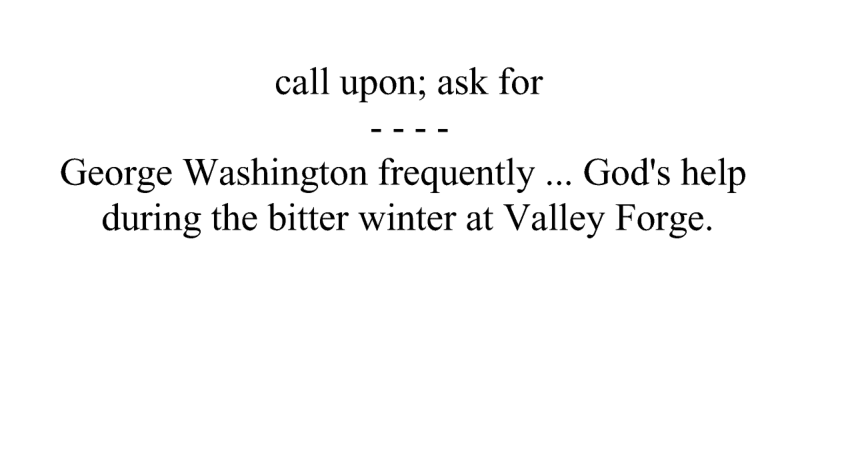 call upon; ask for
- - - -
George Washington frequently ... God's help
during the bitter winter at Valley Forge.